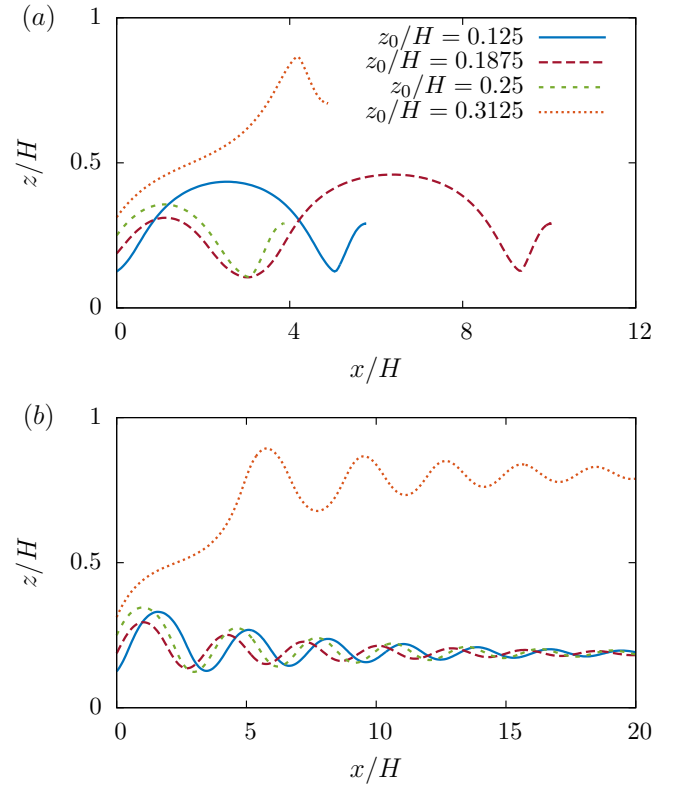 (a)
1
z₀/H = 0.125
z₀/H = 0.1875
z₀/H = 0.25
z₀/H = 0.3125
z/H
0.5
0
0 4 8 12
x/H
(b)
1
z/H
0.5
0
0 5 10 15 20
x/H